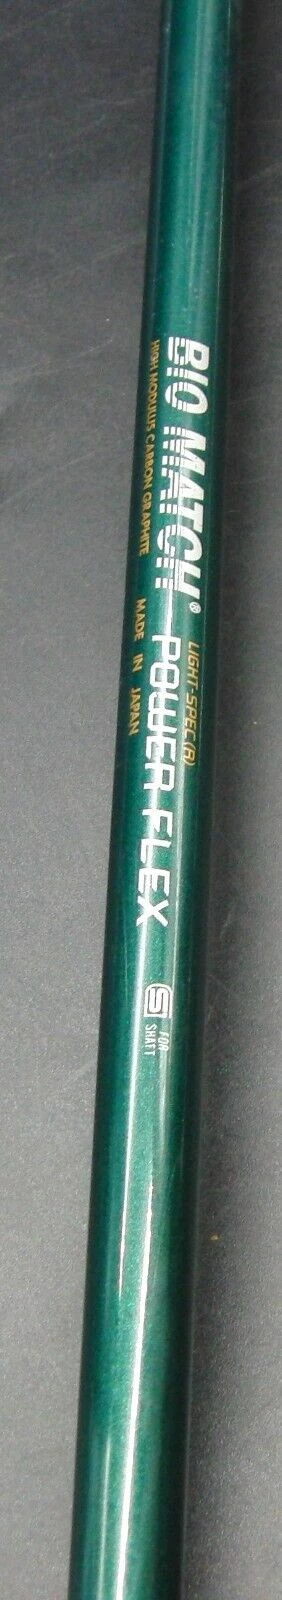 BIO MATCH®
HIGH MODULUS CARBON GRAPHITE
LIGHT-SPEC (R)
POWER FLEX
MADE IN JAPAN
S
FOR
SHAFT